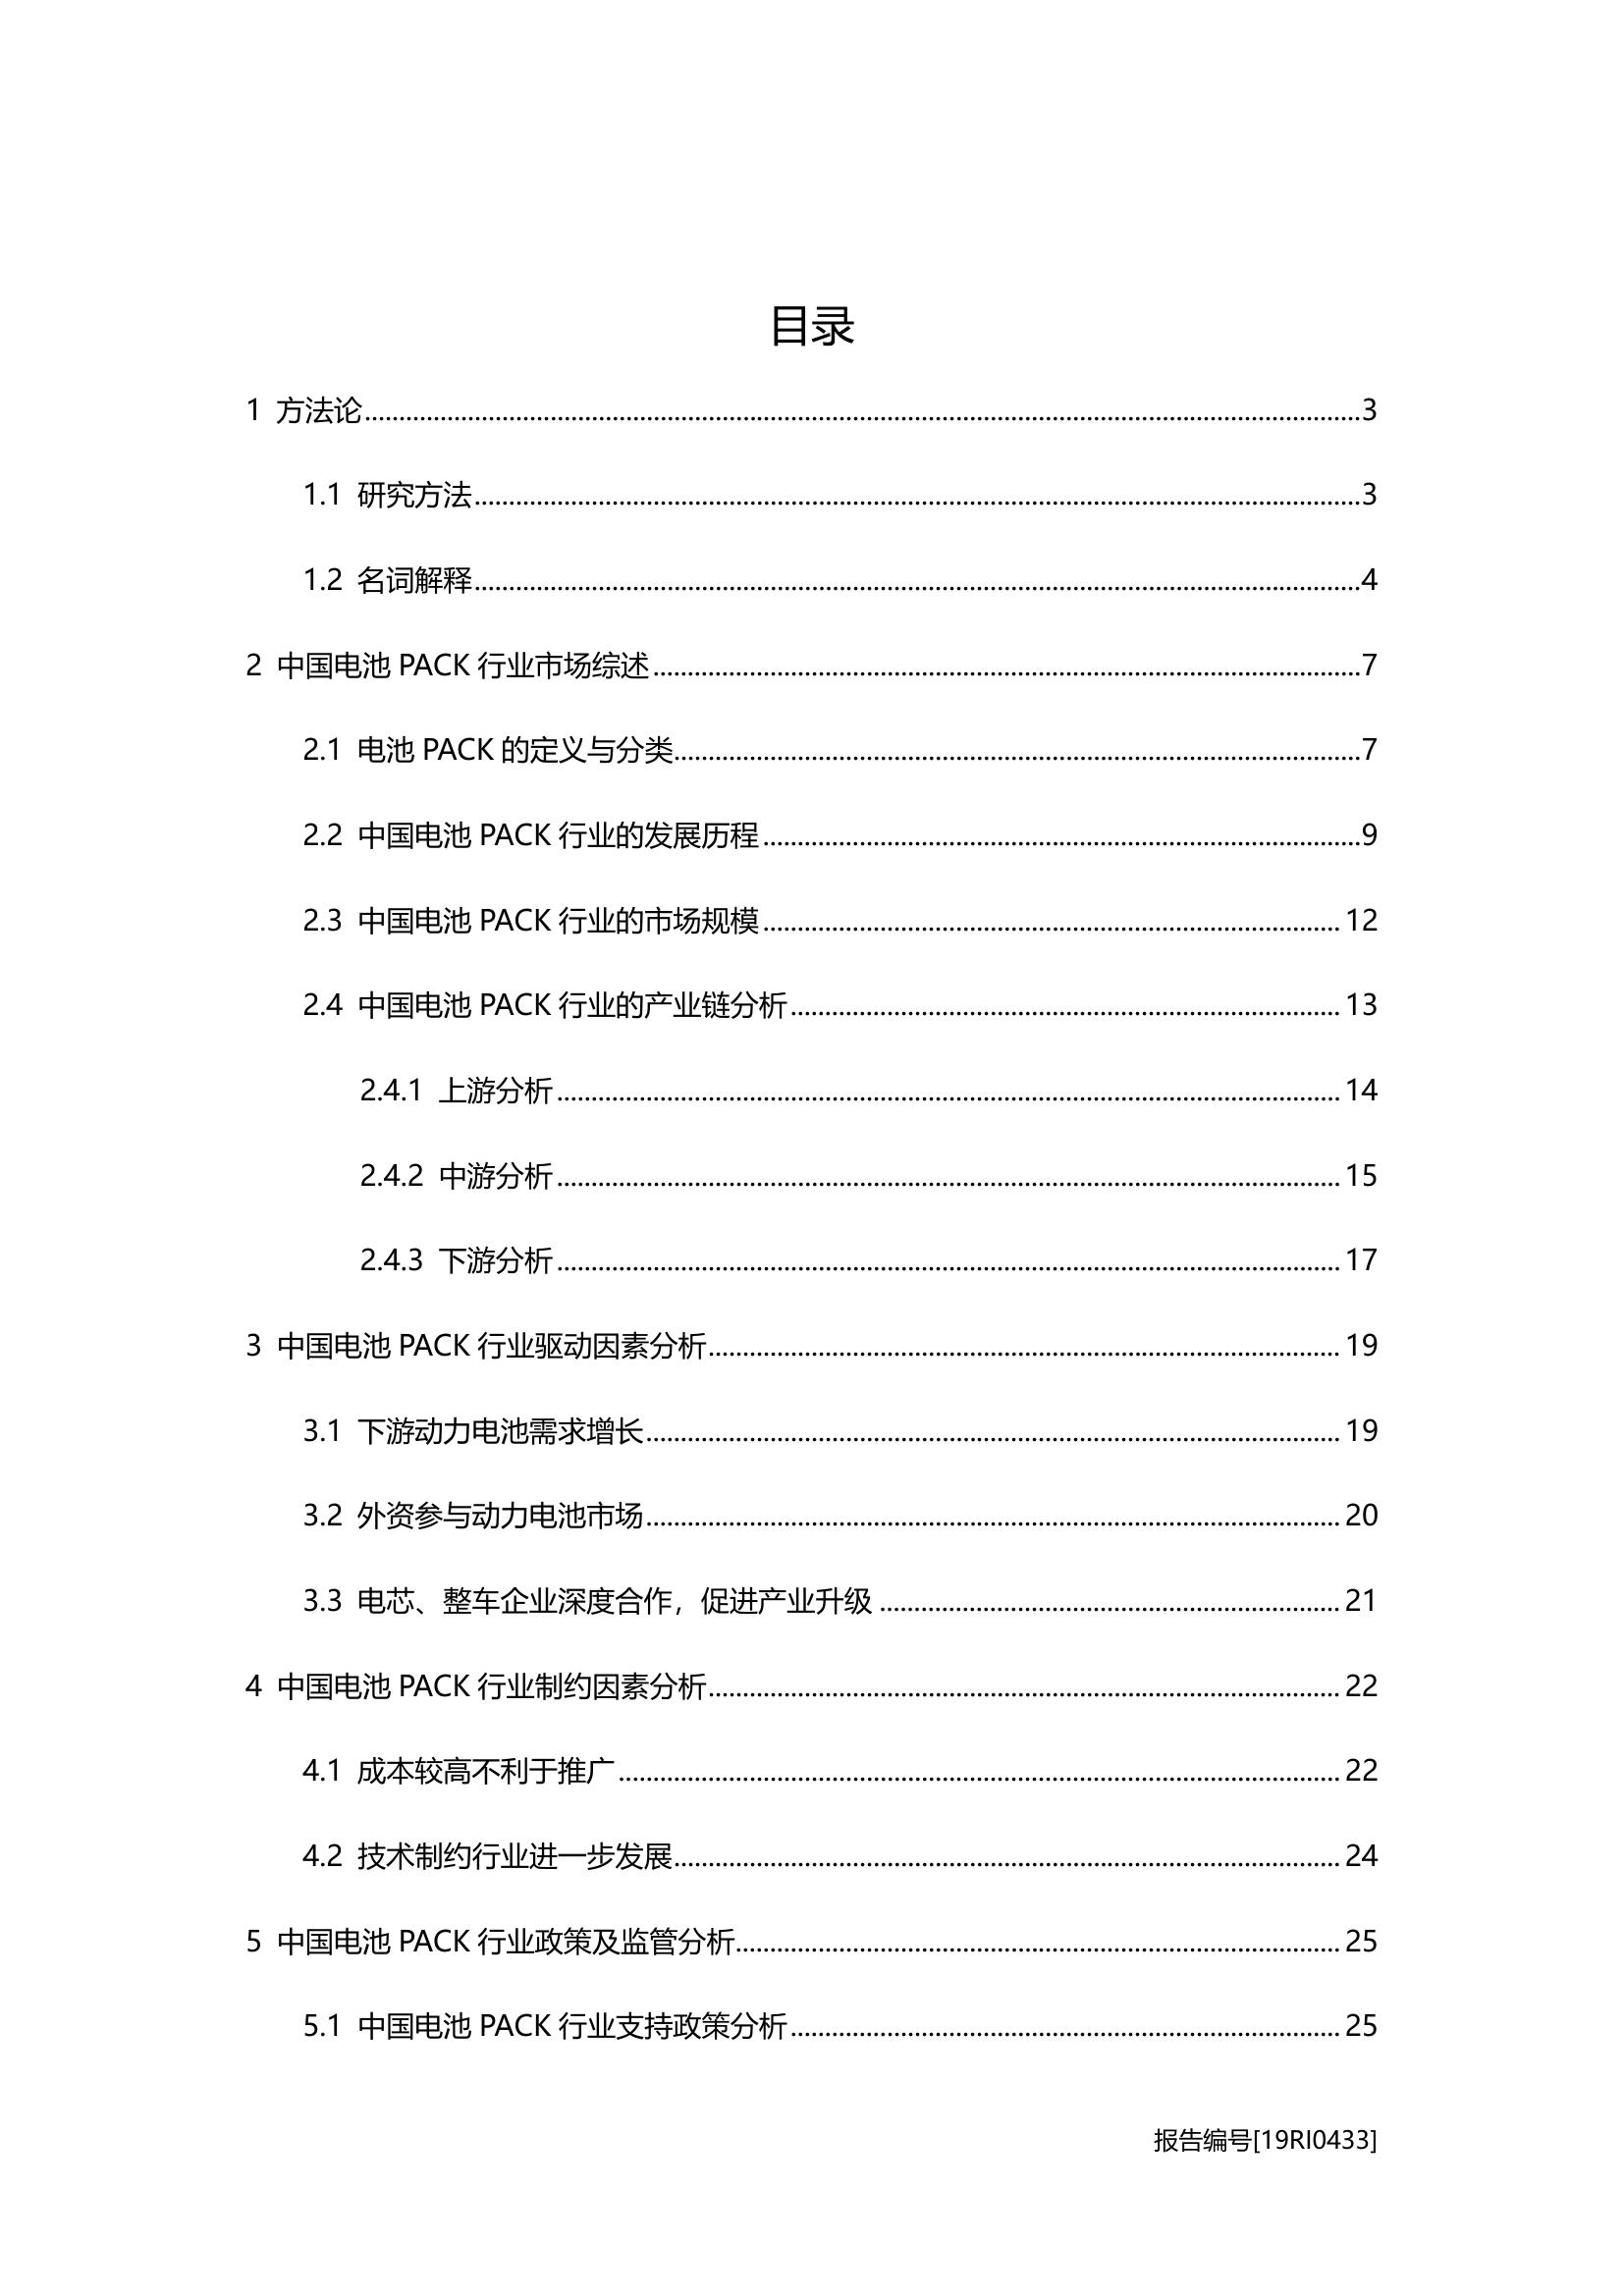 目录
1 方法论........................................3
1.1 研究方法........................................3
1.2 名词解释........................................4
2 中国电池 PACK 行业市场综述........................................7
2.1 电池 PACK 的定义与分类........................................7
2.2 中国电池 PACK 行业的发展历程........................................9
2.3 中国电池 PACK 行业的市场规模........................................12
2.4 中国电池 PACK 行业的产业链分析........................................13
2.4.1 上游分析........................................14
2.4.2 中游分析........................................15
2.4.3 下游分析........................................17
3 中国电池 PACK 行业驱动因素分析........................................19
3.1 下游动力电池需求增长........................................19
3.2 外资参与动力电池市场........................................20
3.3 电芯、整车企业深度合作，促进产业升级........................................21
4 中国电池 PACK 行业制约因素分析........................................22
4.1 成本较高不利于推广........................................22
4.2 技术制约行业进一步发展........................................24
5 中国电池 PACK 行业政策及监管分析........................................25
5.1 中国电池 PACK 行业支持政策分析........................................25
报告编号[19RI0433]